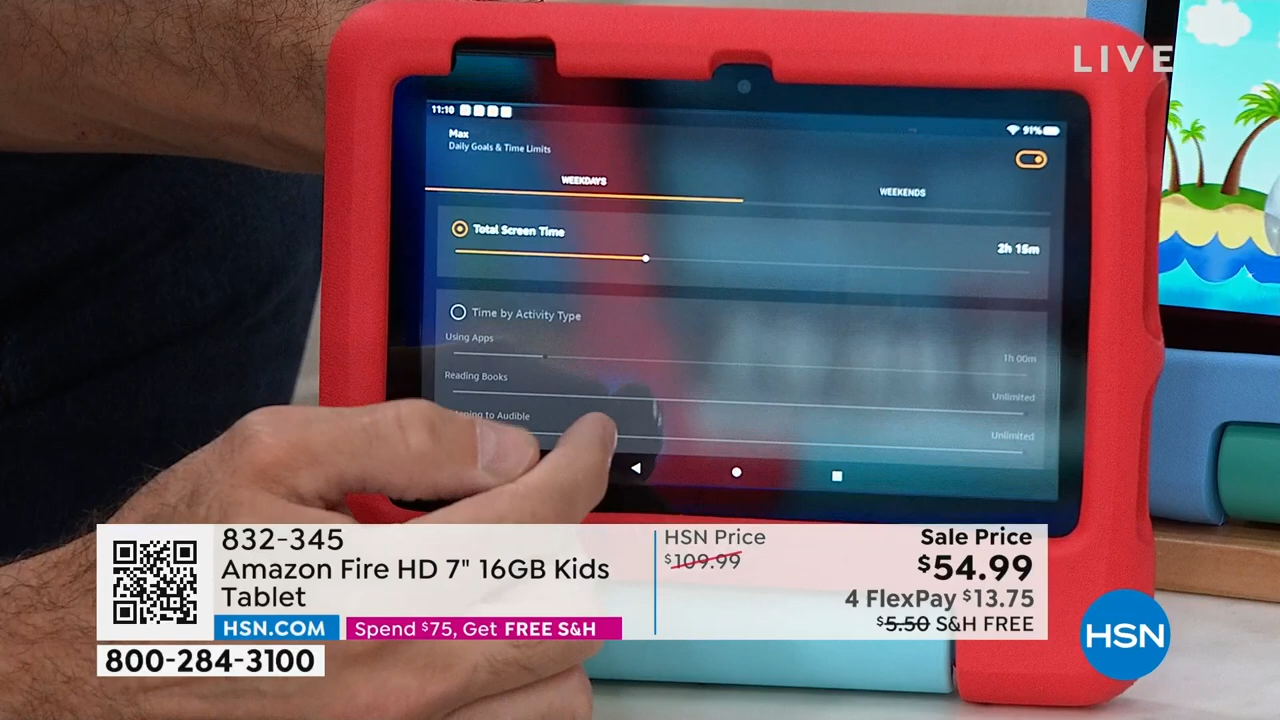 LIVE
11:10
91%
Max
Daily Goals & Time Limits
WEEKDAYS
WEEKENDS
Total Screen Time
2h 15m
Time by Activity Type
Using Apps
1h 00m
Reading Books
Unlimited
to Audible
Unlimited
832-345
Amazon Fire HD 7" 16GB Kids
Tablet
HSN.COM
Spend $75, Get FREE S&H
800-284-3100
HSN Price
$109.99
Sale Price
$54.99
4 FlexPay $13.75
$5.50 S&H FREE
HSN